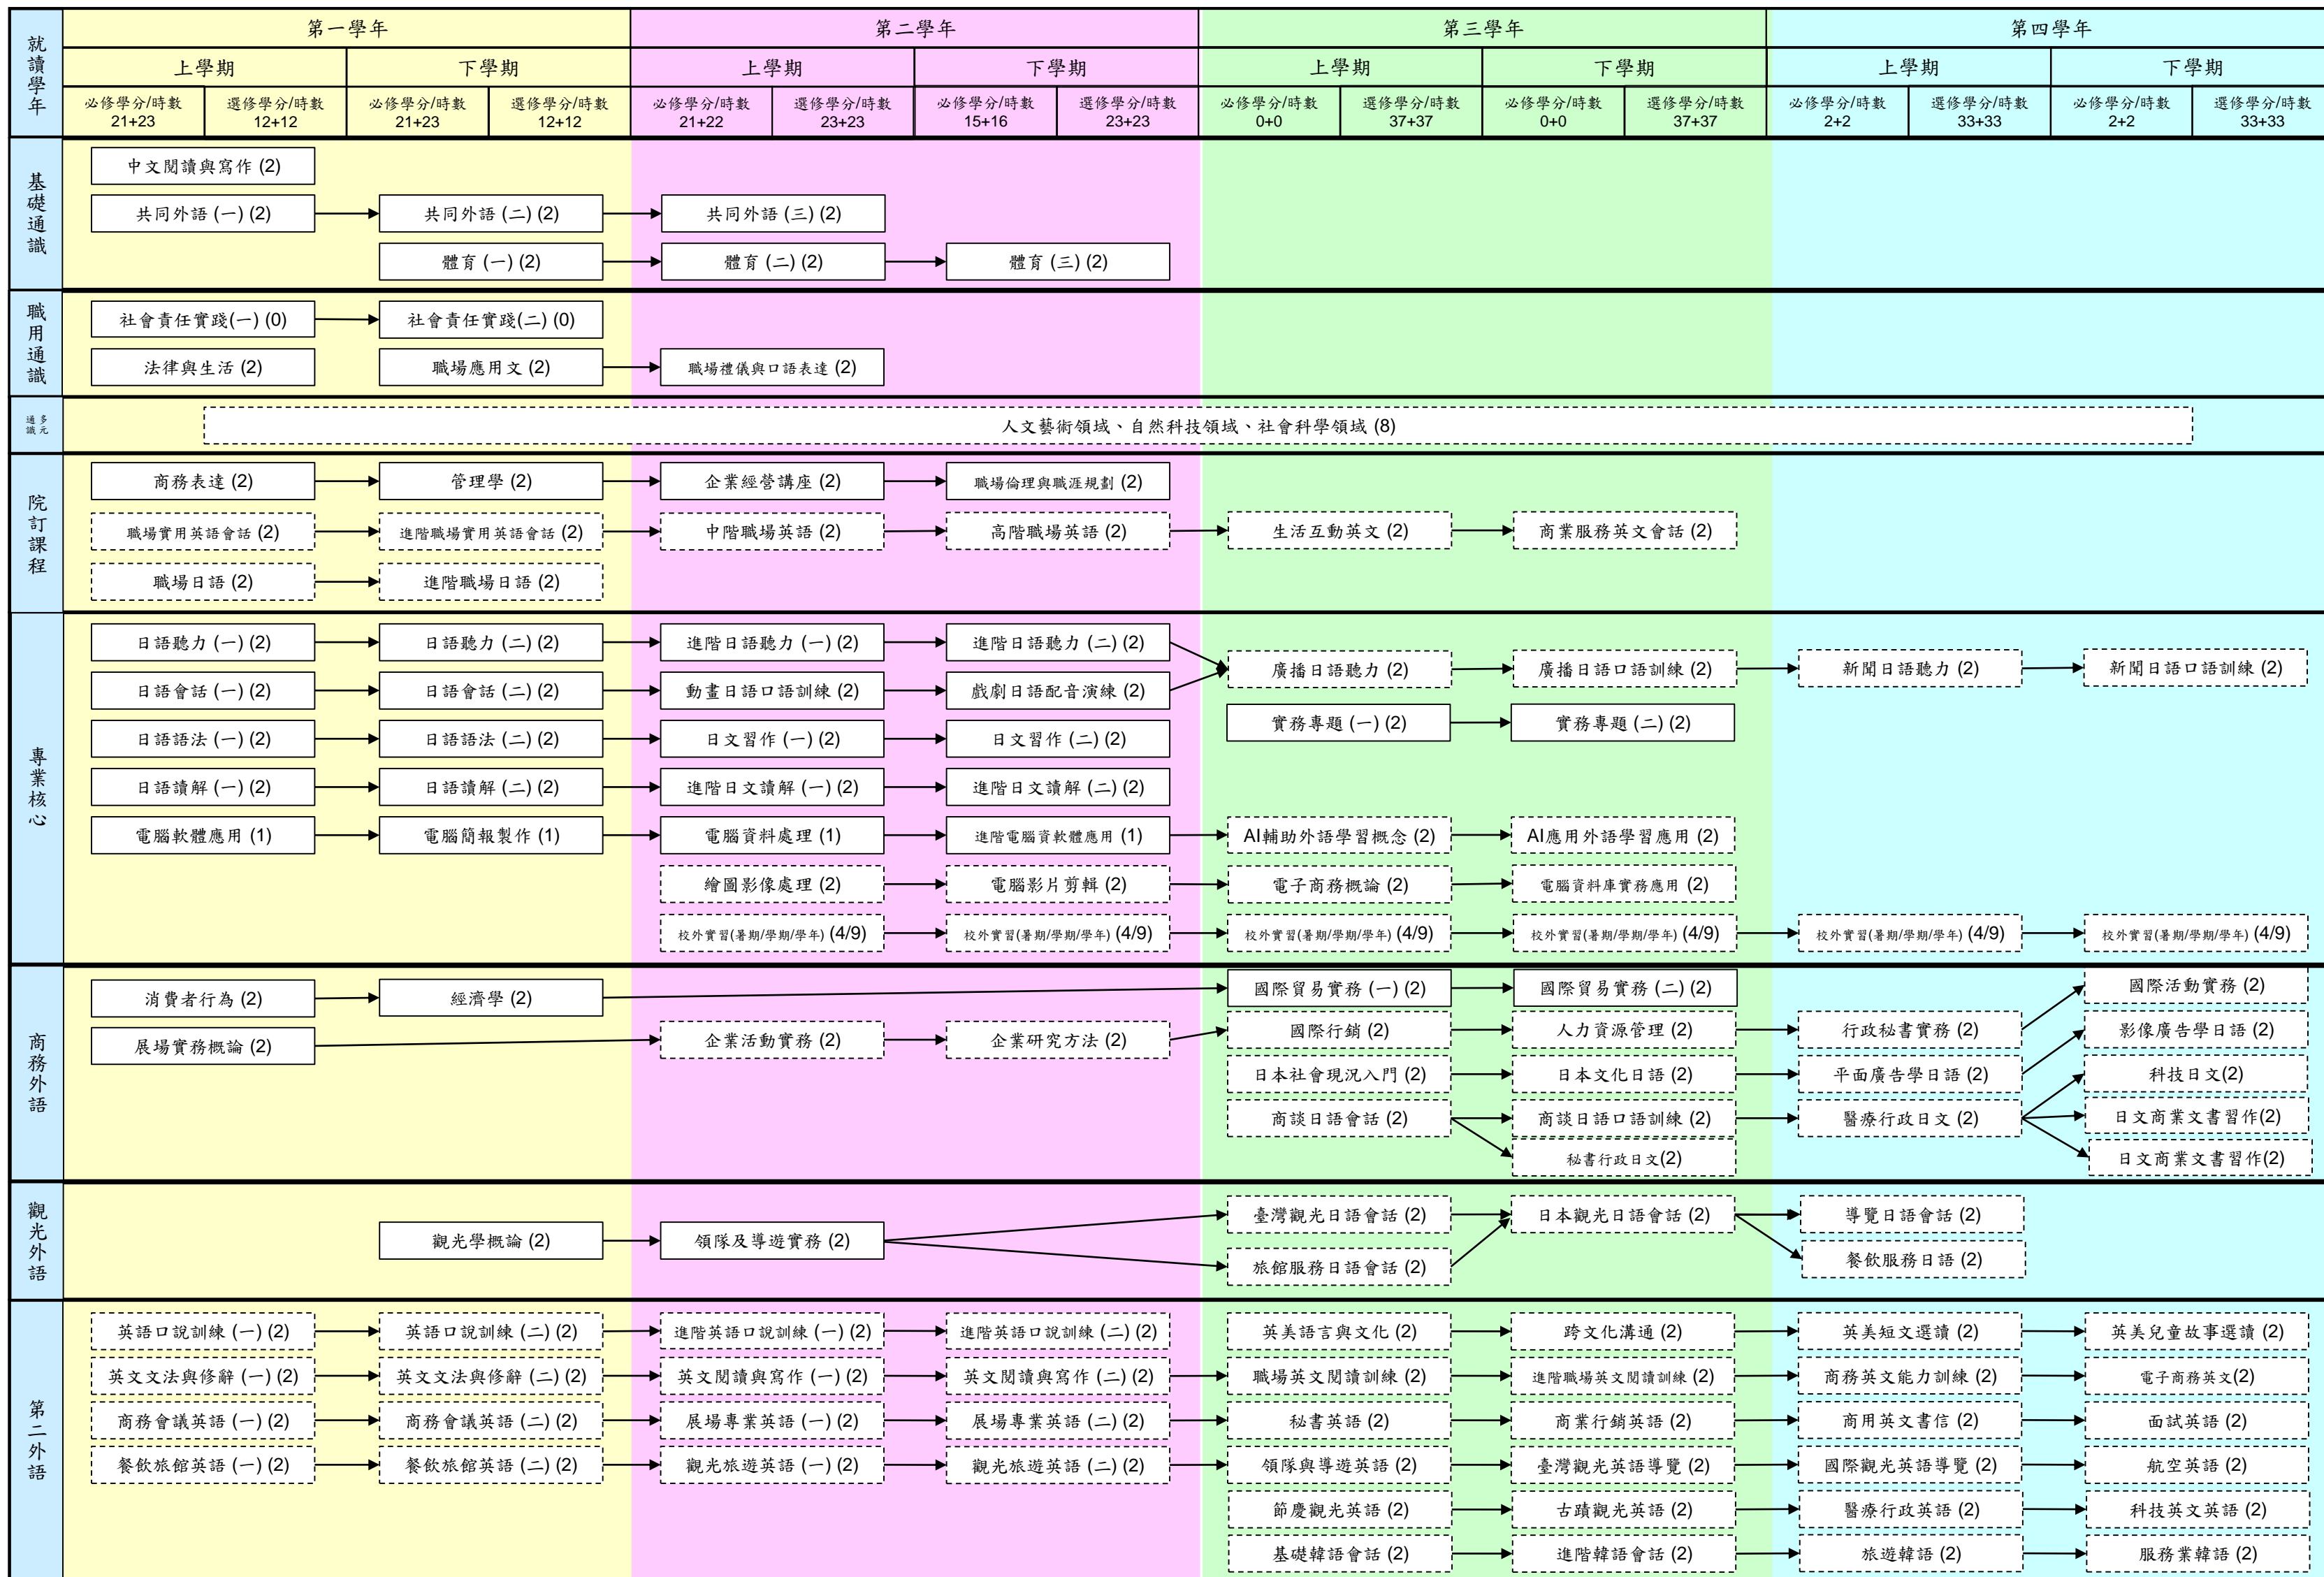 就讀學年
第一學年 第二學年 第三學年 第四學年
上學期 下學期 上學期 下學期 上學期 下學期 上學期 下學期
必修學分/時數 選修學分/時數 必修學分/時數 選修學分/時數 必修學分/時數 選修學分/時數 必修學分/時數 選修學分/時數 必修學分/時數 選修學分/時數 必修學分/時數 選修學分/時數 必修學分/時數 選修學分/時數 必修學分/時數 選修學分/時數
21+23 12+12 21+23 12+12 21+22 23+23 15+16 23+23 0+0 37+37 0+0 37+37 2+2 33+33 2+2 33+33
基礎通識
中文閱讀與寫作 (2)
共同外語 (一) (2) 共同外語 (二) (2) 共同外語 (三) (2)
體育 (一) (2) 體育 (二) (2) 體育 (三) (2)
職用通識
社會責任實踐(一) (0) 社會責任實踐(二) (0)
法律與生活 (2) 職場應用文 (2) 職場禮儀與口語表達 (2)
多元通識
人文藝術領域、自然科技領域、社會科學領域 (8)
院訂課程
商務表達 (2) 管理學 (2) 企業經營講座 (2) 職場倫理與職涯規劃 (2)
職場實用英語會話 (2) 進階職場實用英語會話 (2) 中階職場英語 (2) 高階職場英語 (2) 生活互動英文 (2) 商業服務英文會話 (2)
職場日語 (2) 進階職場日語 (2)
專業核心
日語聽力 (一) (2) 日語聽力 (二) (2) 進階日語聽力 (一) (2) 進階日語聽力 (二) (2)
廣播日語聽力 (2) 廣播日語口語訓練 (2) 新聞日語聽力 (2) 新聞日語口語訓練 (2)
日語會話 (一) (2) 日語會話 (二) (2) 動畫日語口語訓練 (2) 戲劇日語配音演練 (2)
實務專題 (一) (2) 實務專題 (二) (2)
日語語法 (一) (2) 日語語法 (二) (2) 日文習作 (一) (2) 日文習作 (二) (2)
日語讀解 (一) (2) 日語讀解 (二) (2) 進階日文讀解 (一) (2) 進階日文讀解 (二) (2)
電腦軟體應用 (1) 電腦簡報製作 (1) 電腦資料處理 (1) 進階電腦資軟體應用 (1) AI輔助外語學習概念 (2) AI應用外語學習應用 (2)
繪圖影像處理 (2) 電腦影片剪輯 (2) 電子商務概論 (2) 電腦資料庫實務應用 (2)
校外實習(暑期/學期/學年) (4/9) 校外實習(暑期/學期/學年) (4/9) 校外實習(暑期/學期/學年) (4/9) 校外實習(暑期/學期/學年) (4/9) 校外實習(暑期/學期/學年) (4/9) 校外實習(暑期/學期/學年) (4/9)
商務外語
消費者行為 (2) 經濟學 (2) 國際貿易實務 (一) (2) 國際貿易實務 (二) (2) 國際活動實務 (2)
展場實務概論 (2) 企業活動實務 (2) 企業研究方法 (2) 國際行銷 (2) 人力資源管理 (2) 行政秘書實務 (2) 影像廣告學日語 (2)
日本社會現況入門 (2) 日本文化日語 (2) 平面廣告學日語 (2) 科技日文(2)
商談日語會話 (2) 商談日語口語訓練 (2) 醫療行政日文 (2) 日文商業文書習作(2)
秘書行政日文(2) 日文商業文書習作(2)
觀光外語
臺灣觀光日語會話 (2) 日本觀光日語會話 (2) 導覽日語會話 (2)
觀光學概論 (2) 領隊及導遊實務 (2)
旅館服務日語會話 (2) 餐飲服務日語 (2)
第二外語
英語口說訓練 (一) (2) 英語口說訓練 (二) (2) 進階英語口說訓練 (一) (2) 進階英語口說訓練 (二) (2) 英美語言與文化 (2) 跨文化溝通 (2) 英美短文選讀 (2) 英美兒童故事選讀 (2)
英文文法與修辭 (一) (2) 英文文法與修辭 (二) (2) 英文閱讀與寫作 (一) (2) 英文閱讀與寫作 (二) (2) 職場英文閱讀訓練 (2) 進階職場英文閱讀訓練 (2) 商務英文能力訓練 (2) 電子商務英文(2)
商務會議英語 (一) (2) 商務會議英語 (二) (2) 展場專業英語 (一) (2) 展場專業英語 (二) (2) 秘書英語 (2) 商業行銷英語 (2) 商用英文書信 (2) 面試英語 (2)
餐飲旅館英語 (一) (2) 餐飲旅館英語 (二) (2) 觀光旅遊英語 (一) (2) 觀光旅遊英語 (二) (2) 領隊與導遊英語 (2) 臺灣觀光英語導覽 (2) 國際觀光英語導覽 (2) 航空英語 (2)
節慶觀光英語 (2) 古蹟觀光英語 (2) 醫療行政英語 (2) 科技英文英語 (2)
基礎韓語會話 (2) 進階韓語會話 (2) 旅遊韓語 (2) 服務業韓語 (2)